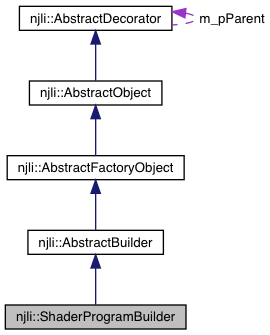 njli::AbstractDecorator
m_pParent
njli::AbstractObject
njli::AbstractFactoryObject
njli::AbstractBuilder
njli::ShaderProgramBuilder